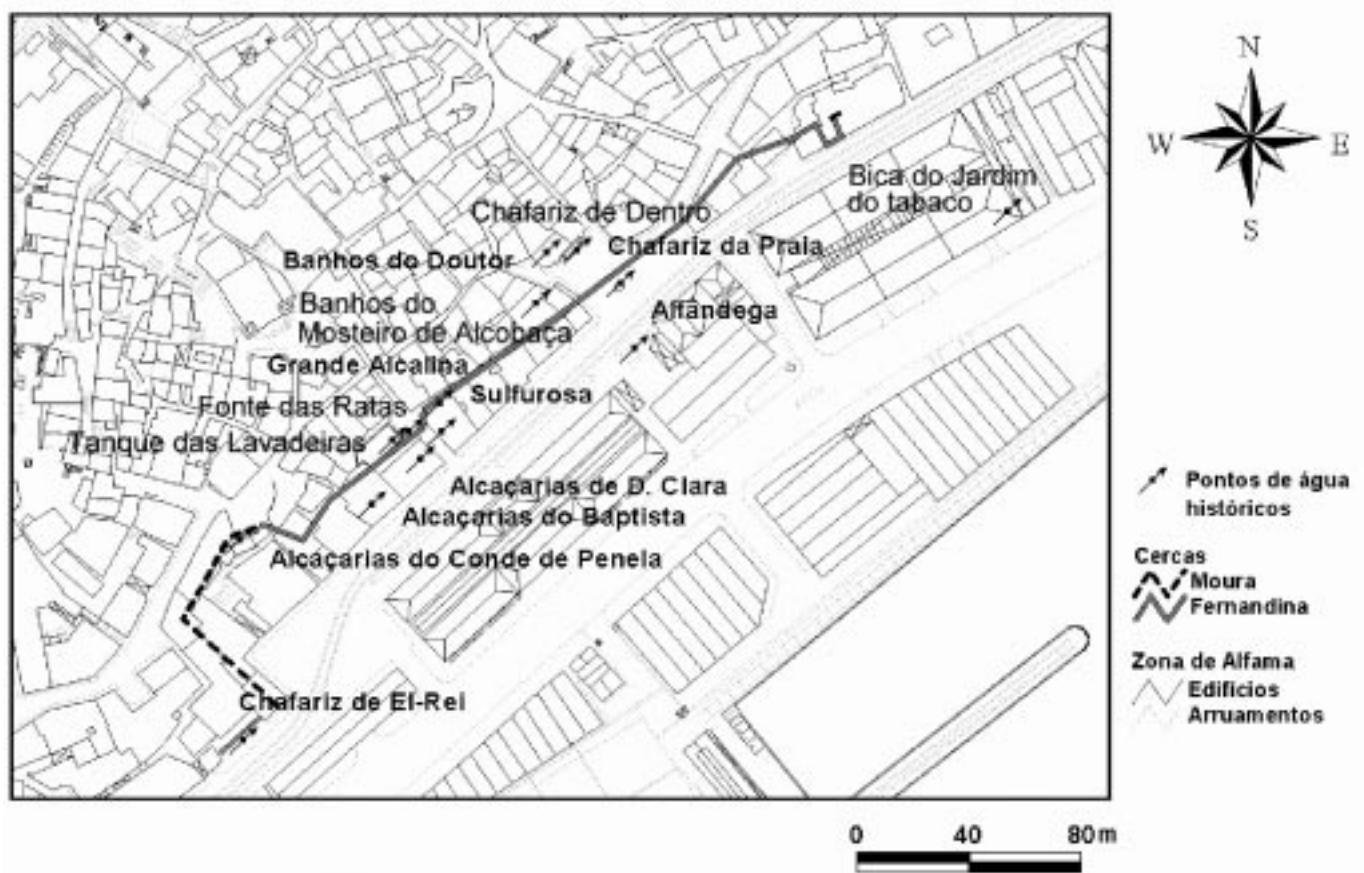 N
W
E
S
Bica do Jardim
do tabaco
Chafariz de Dentro
Chafariz da Praia
Banhos do Doutor
Banhos do
Mosteiro de Alcobaça
Alfândega
Grande Alcalina
Sulfurosa
Fonte das Ratas
Tanque das Lavadeiras
Alcaçarias de D. Clara
Alcaçarias do Baptista
Alcaçarias do Conde de Penela
Chafariz de El-Rei
Pontos de água
históricos
Cercas
Moura
Fernandina
Zona de Alfama
Edifícios
Arruamentos
0 40 80 m